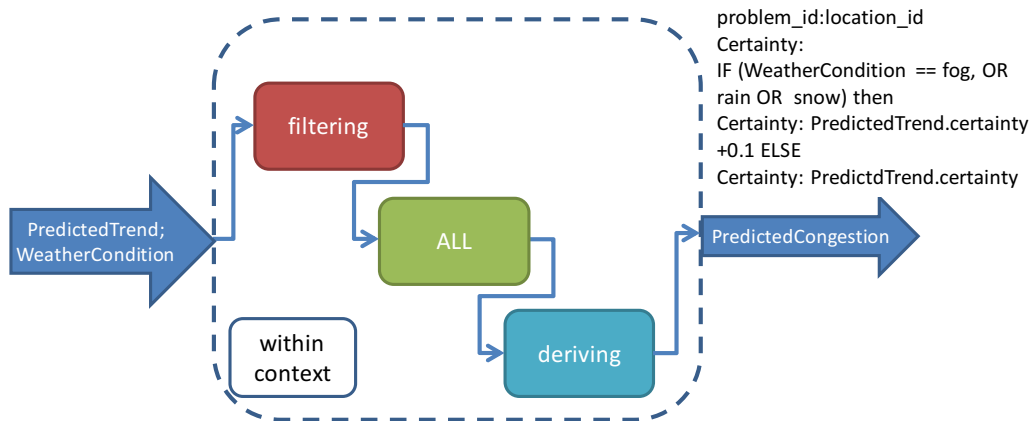 problem_id:location_id
Certainty:
IF (WeatherCondition == fog, OR
rain OR snow) then
Certainty: PredictedTrend.certainty
+0.1 ELSE
Certainty: PredictdTrend.certainty
filtering
PredictedTrend;
WeatherCondition
ALL
PredictedCongestion
within
context
deriving